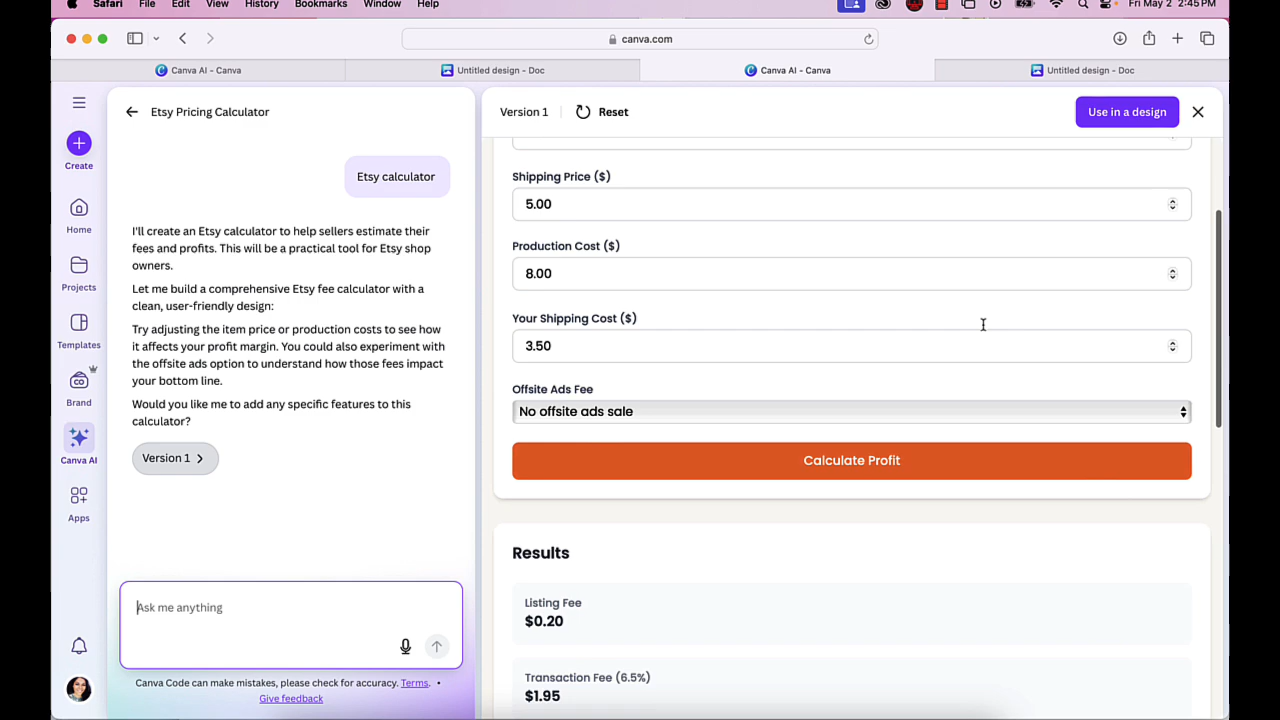 Safari File Edit View History Bookmarks Window Help Fri May 2 2:45 PM
canva.com
Canva AI - Canva Untitled design - Doc Canva AI - Canva Untitled design - Doc
Create
Home
Projects
Templates
CO
Brand
Canva AI
Apps
Etsy Pricing Calculator
Etsy calculator
I'll create an Etsy calculator to help sellers estimate their
fees and profits. This will be a practical tool for Etsy shop
owners.
Let me build a comprehensive Etsy fee calculator with a
clean, user-friendly design:
Try adjusting the item price or production costs to see how
it affects your profit margin. You could also experiment with
the offsite ads option to understand how those fees impact
your bottom line.
Would you like me to add any specific features to this
calculator?
Version 1
Ask me anything
Canva Code can make mistakes, please check for accuracy. Terms. •
Give feedback
Version 1 Reset Use in a design
Shipping Price ($)
5.00
Production Cost ($)
8.00
Your Shipping Cost ($)
3.50
Offsite Ads Fee
No offsite ads sale
Calculate Profit
Results
Listing Fee
$0.20
Transaction Fee (6.5%)
$1.95